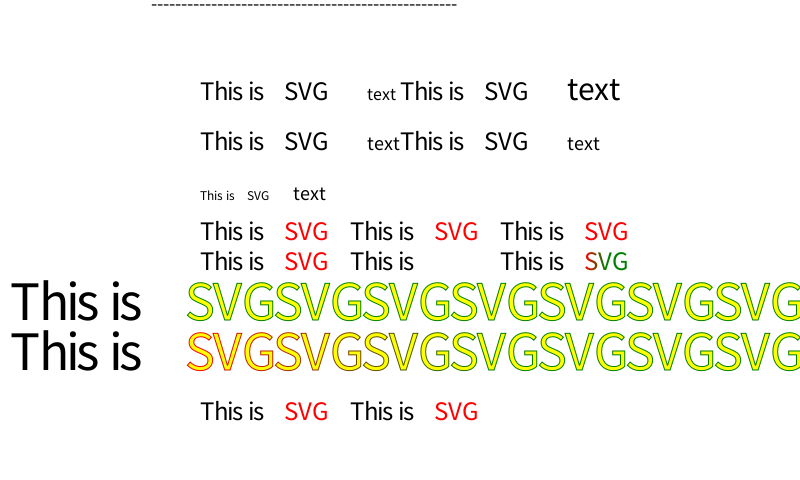 ---------------------------------------------------
This is SVG text This is SVG text
This is SVG text This is SVG text
This is SVG text
This is SVG This is SVG This is SVG
This is SVG This is This is SVG
This is SVGSVGSVGSVGSVGSVGSVG
This is SVGSVGSVGSVGSVGSVGSVG
This is SVG This is SVG